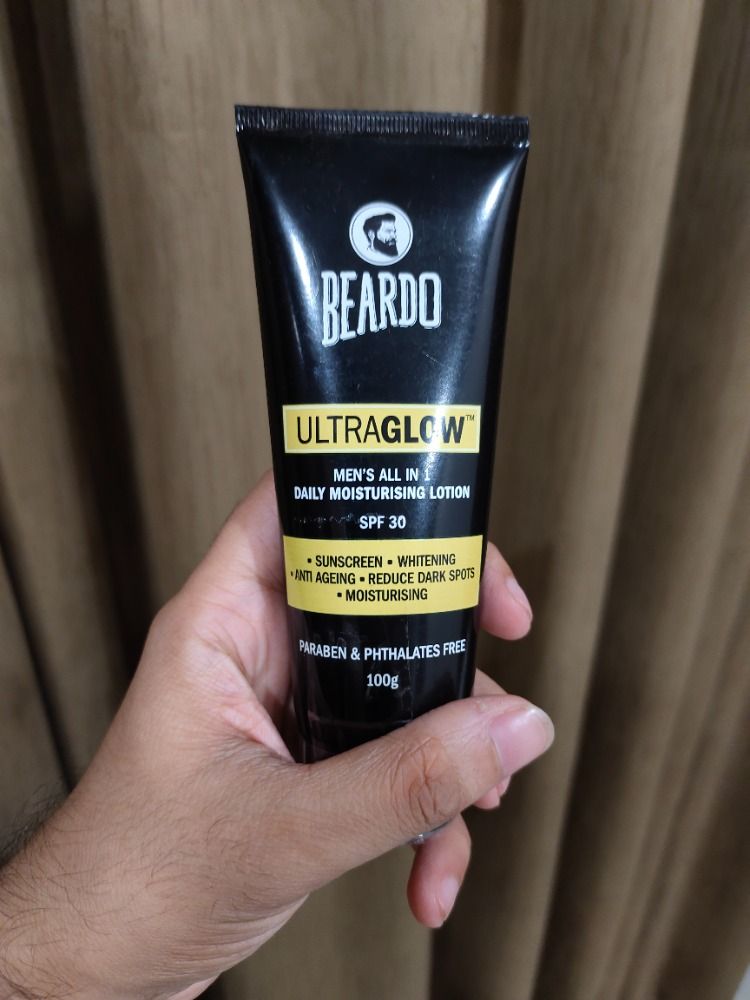 BEARDO
ULTRAGLOW™
MEN'S ALL IN 1
DAILY MOISTURISING LOTION
SPF 30
• SUNSCREEN • WHITENING
• ANTI AGEING • REDUCE DARK SPOTS
• MOISTURISING
PARABEN & PHTHALATES FREE
100g